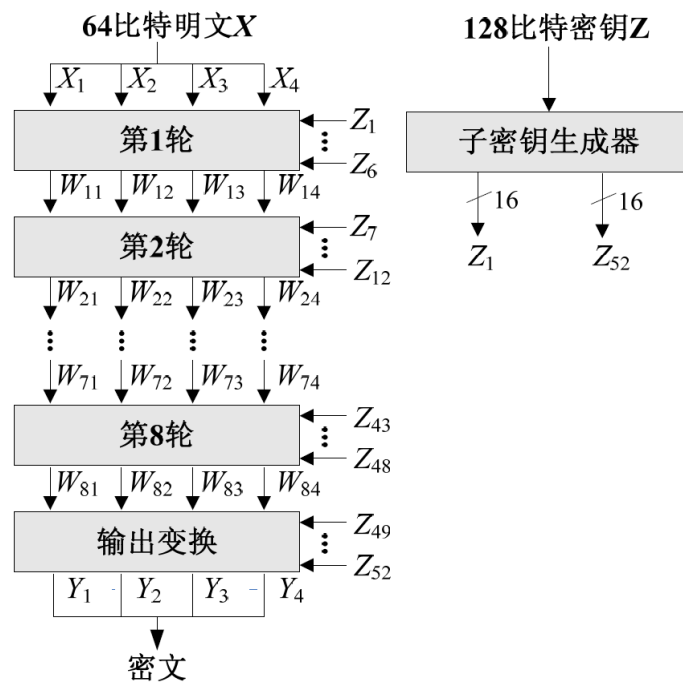 64比特明文X
128比特密钥Z
X1 X2 X3 X4
第1轮
Z1
Z6
子密钥生成器
16 16
Z1 Z52
W11 W12 W13 W14
第2轮
Z7
Z12
W21 W22 W23 W24
W71 W72 W73 W74
第8轮
Z43
Z48
W81 W82 W83 W84
输出变换
Z49
Z52
Y1 Y2 Y3 Y4
密文